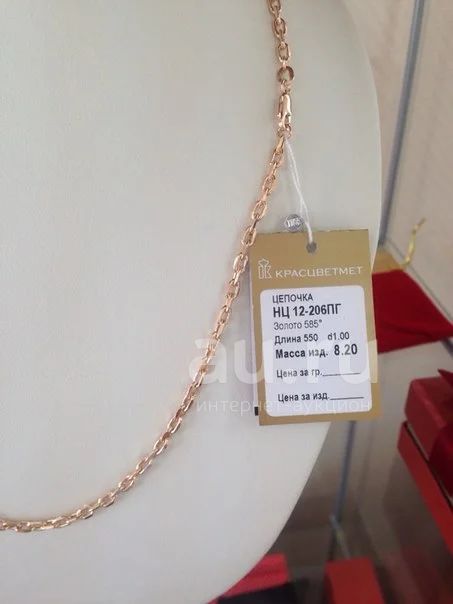 КРАСЦВЕТМЕТ
ЦЕПОЧКА
НЦ 12-206ПГ
Золото 585°
Длина 550 d1.00
Масса изд. 8.20
Цена за гр.
Цена за изд.
au.ru
интернет-аукцион